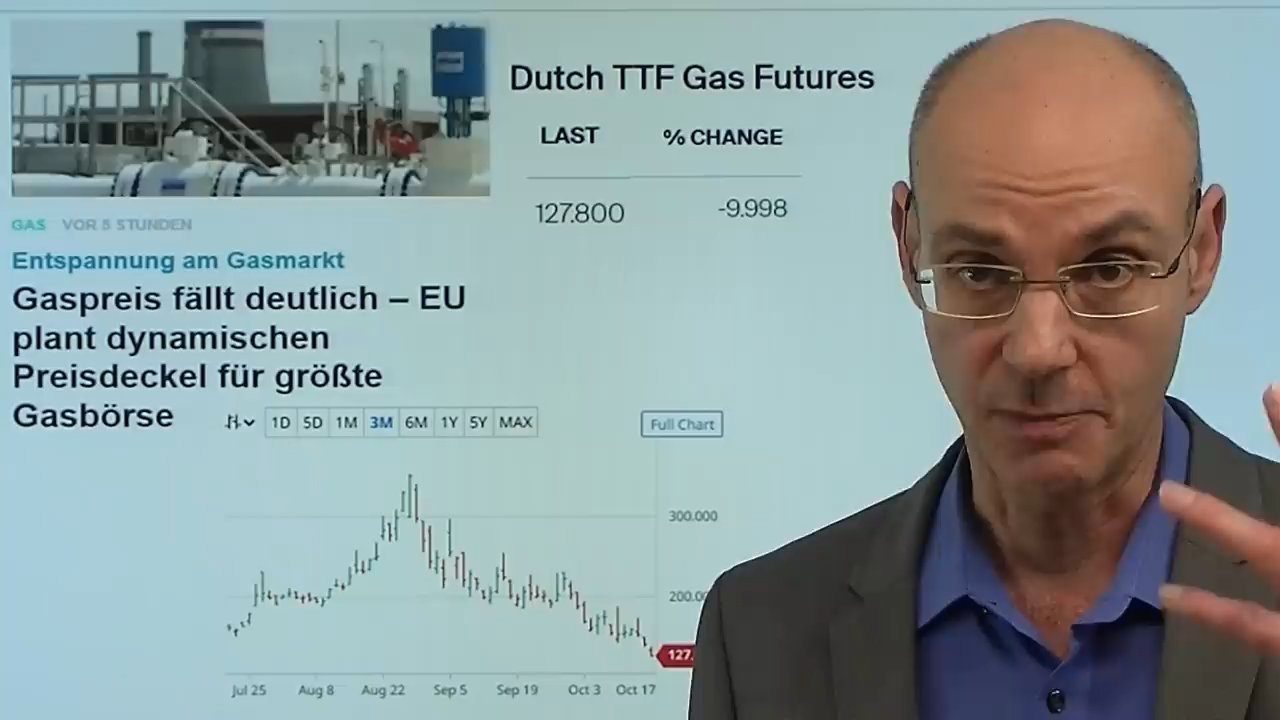 Dutch TTF Gas Futures
LAST % CHANGE
127.800 -9.998
GAS VOR 5 STUNDEN
Entspannung am Gasmarkt
Gaspreis fällt deutlich – EU
plant dynamischen
Preisdeckel für größte
Gasbörse
1D 5D 1M 3M 6M 1Y 5Y MAX
Full Chart
300.000
200.00
127.
Jul 25 Aug 8 Aug 22 Sep 5 Sep 19 Oct 3 Oct 17